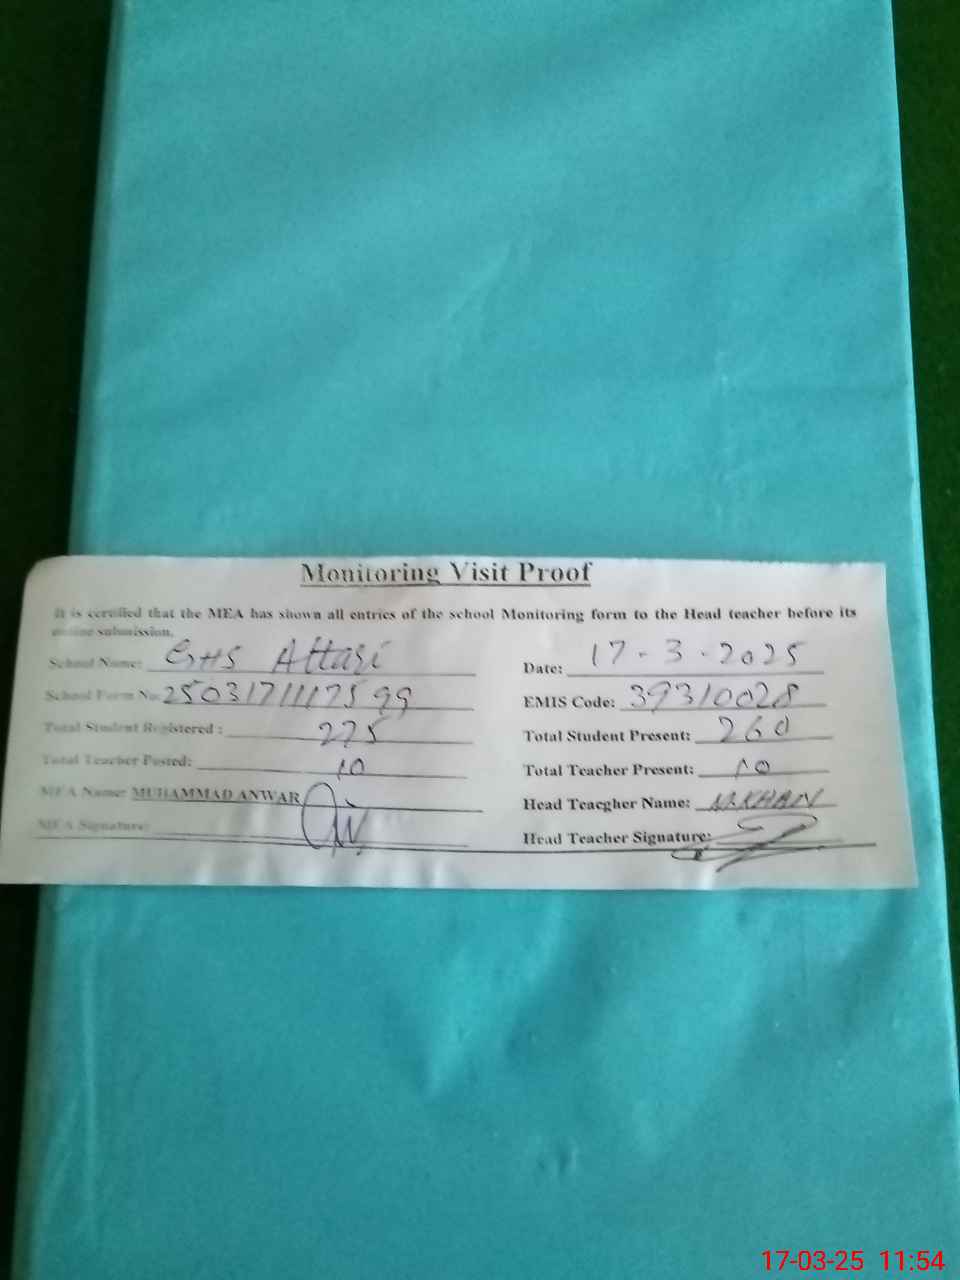 Monitoring Visit Proof
It is certified that the MEA has shown all entries of the school Monitoring form to the Head teacher before its
online submission.
School Name: GHS Attari
Date: 17-3-2025
School Form No: 2503171117599
EMIS Code: 39310028
Total Student Registered : 275
Total Student Present: 260
Total Teacher Posted: 10
Total Teacher Present: 10
MEA Name: MUHAMMAD ANWAR
Head Teacgher Name: M.KHAN
MEA Signature:
Head Teacher Signature:
17-03-25 11:54